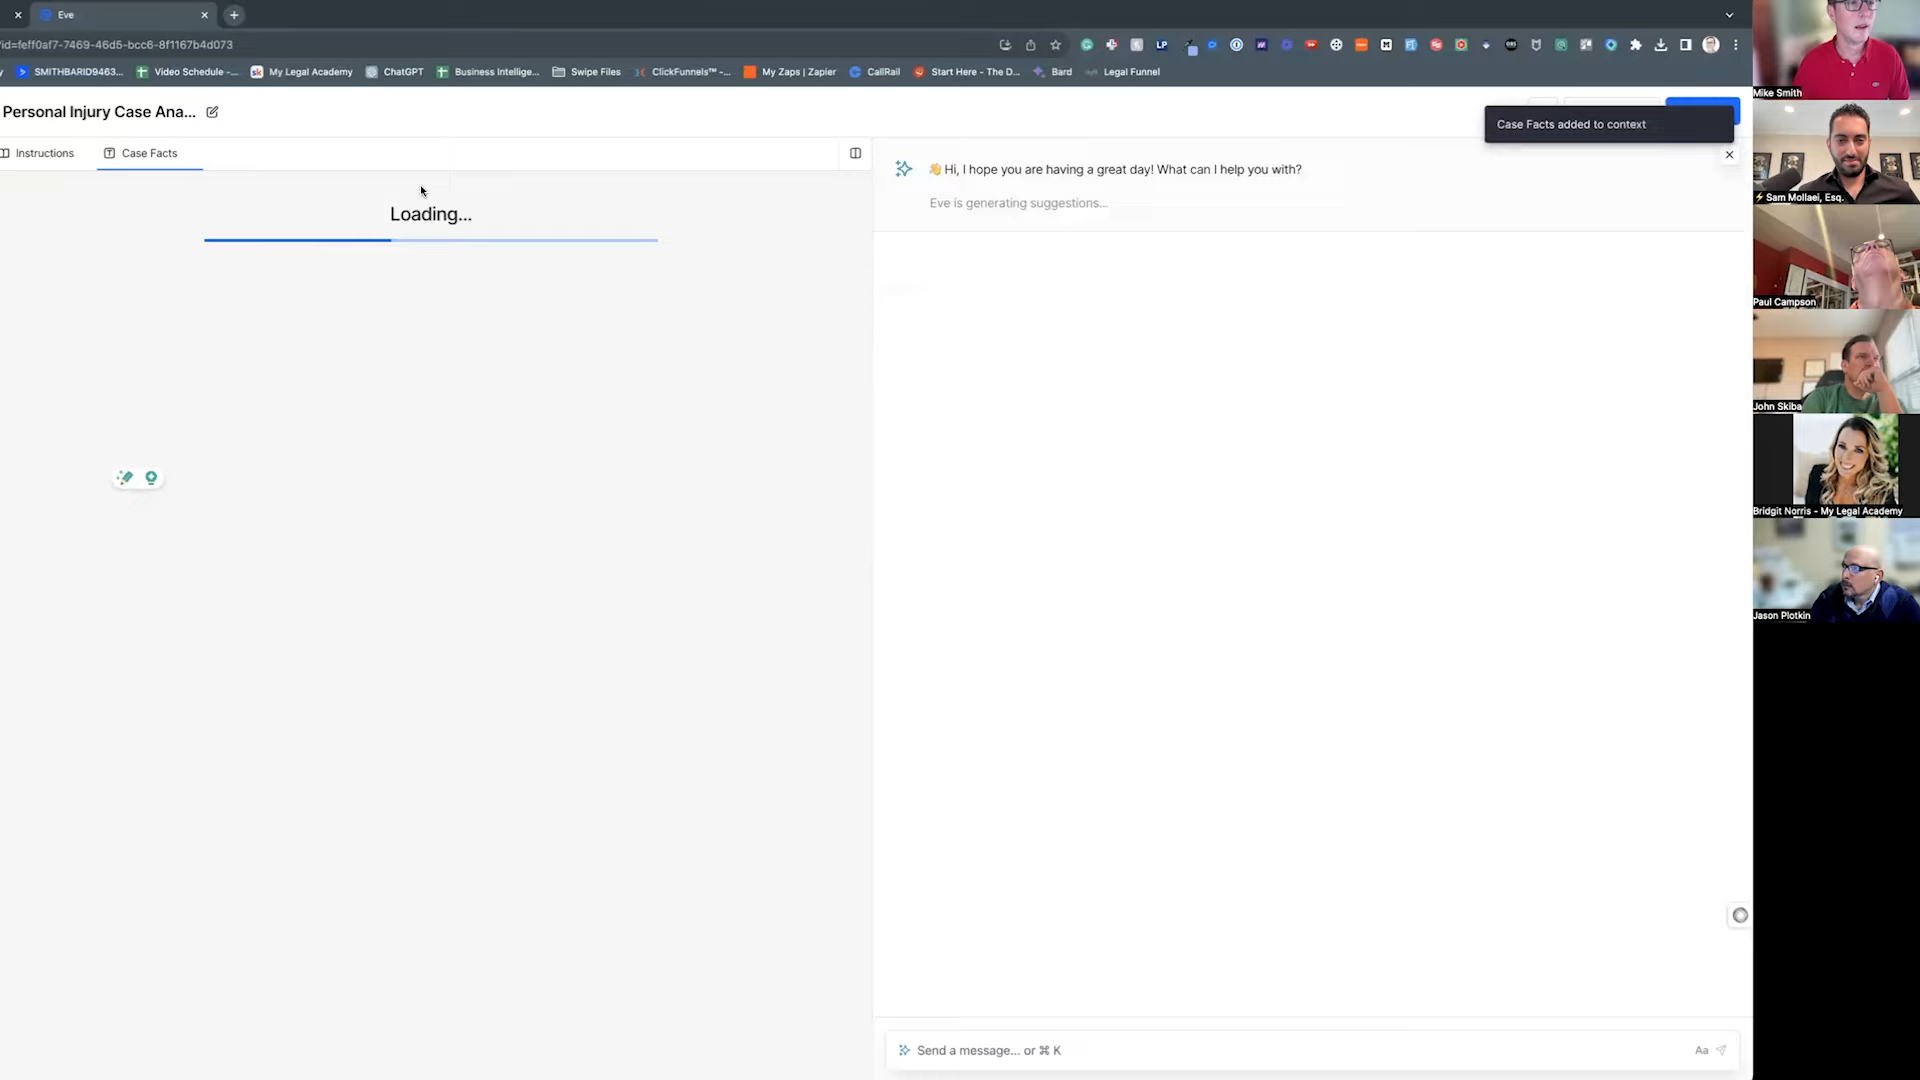 Eve
?id=feff0af7-7469-46d5-bcc6-8f1167b4d073
SMITHBARID9463...
Video Schedule -...
My Legal Academy
ChatGPT
Business Intellige...
Swipe Files
ClickFunnels™ -...
My Zaps | Zapier
CallRail
Start Here - The D...
Bard
Legal Funnel
Personal Injury Case Ana...
Case Facts added to context
Instructions
Case Facts
Loading...
👋 Hi, I hope you are having a great day! What can I help you with?
Eve is generating suggestions...
Send a message... or ⌘ K
Aa
LP
Mike Smith
⚡ Sam Mollaei, Esq.
Paul Campson
John Skiba
Bridgit Norris - My Legal Academy
Jason Plotkin